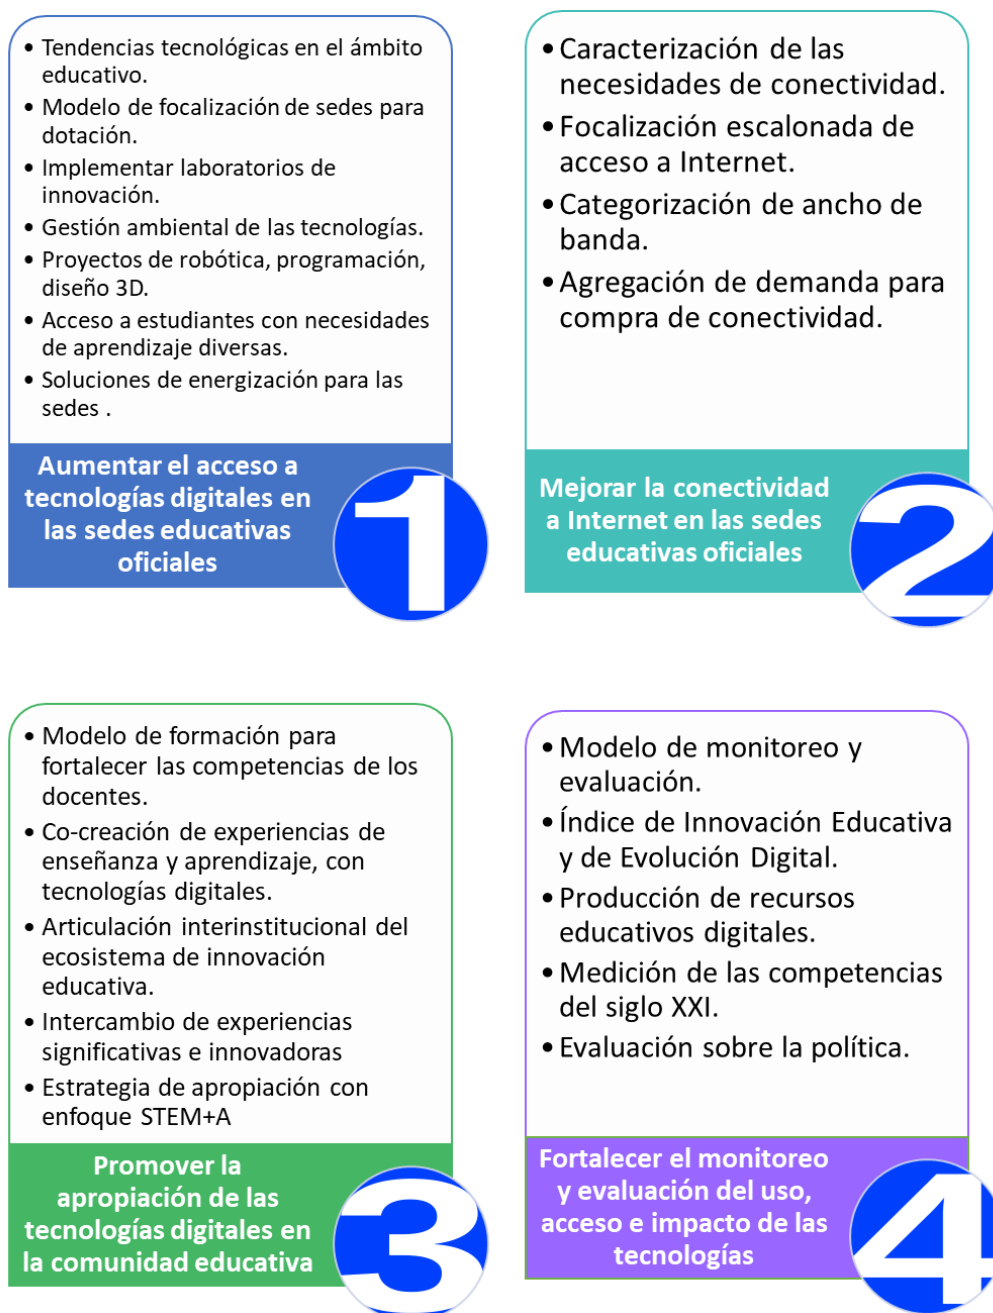 • Tendencias tecnológicas en el ámbito
educativo.
• Modelo de focalización de sedes para
dotación.
• Implementar laboratorios de
innovación.
• Gestión ambiental de las tecnologías.
• Proyectos de robótica, programación,
diseño 3D.
• Acceso a estudiantes con necesidades
de aprendizaje diversas.
• Soluciones de energización para las
sedes .
Aumentar el acceso a
tecnologías digitales en
las sedes educativas
oficiales
1
• Caracterización de las
necesidades de conectividad.
• Focalización escalonada de
acceso a Internet.
• Categorización de ancho de
banda.
• Agregación de demanda para
compra de conectividad.
Mejorar la conectividad
a Internet en las sedes
educativas oficiales
2
• Modelo de formación para
fortalecer las competencias de los
docentes.
• Co-creación de experiencias de
enseñanza y aprendizaje, con
tecnologías digitales.
• Articulación interinstitucional del
ecosistema de innovación
educativa.
• Intercambio de experiencias
significativas e innovadoras
• Estrategia de apropiación con
enfoque STEM+A
Promover la
apropiación de las
tecnologías digitales en
la comunidad educativa
3
• Modelo de monitoreo y
evaluación.
• Índice de Innovación Educativa
y de Evolución Digital.
• Producción de recursos
educativos digitales.
• Medición de las competencias
del siglo XXI.
• Evaluación sobre la política.
Fortalecer el monitoreo
y evaluación del uso,
acceso e impacto de las
tecnologías
4